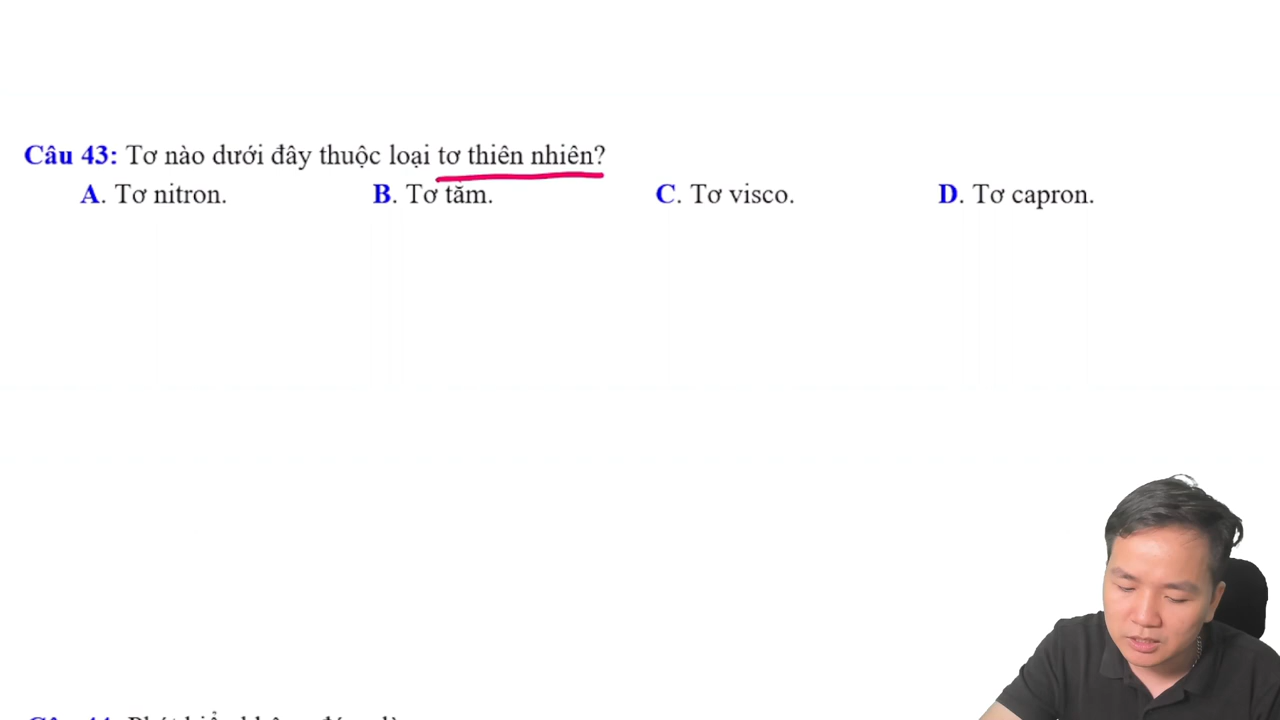 Câu 43: Tơ nào dưới đây thuộc loại tơ thiên nhiên?
A. Tơ nitron. B. Tơ tằm. C. Tơ visco. D. Tơ capron.